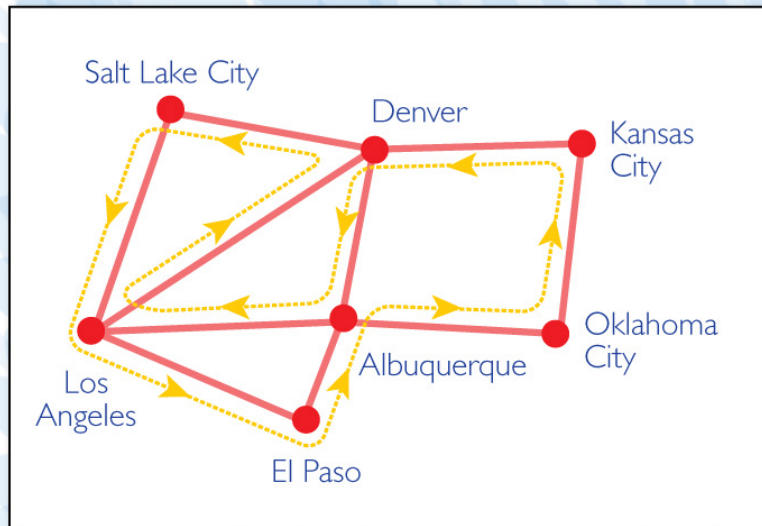 Salt Lake City
Denver
Kansas
City
Oklahoma
City
Albuquerque
Los
Angeles
El Paso